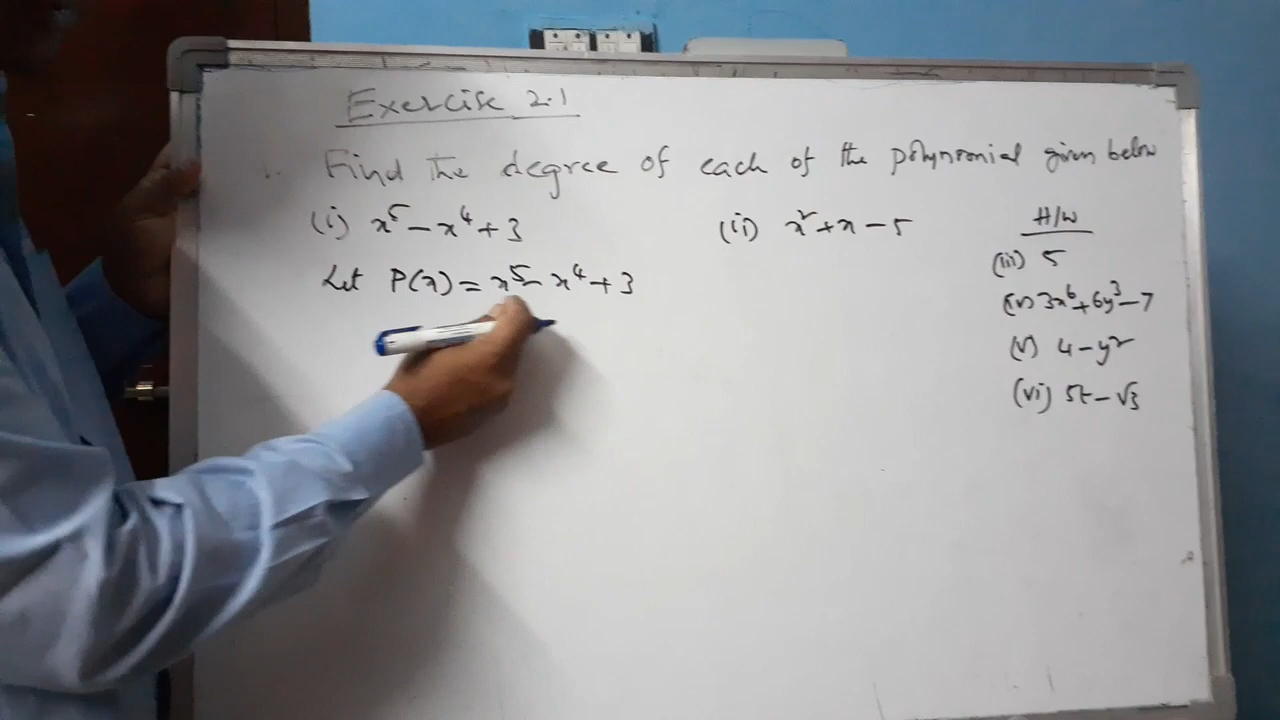 Exercise 2.1
Find the degree of each of the polynomial given below
(i) x⁵ – x⁴ + 3
Let P(x) = x⁵ – x⁴ + 3
(ii) x² + x – 5
H/W
(iii) 5
(iv) 3x⁶ + 6y³ – 7
(v) 4 – y²
(vi) 5t – √3